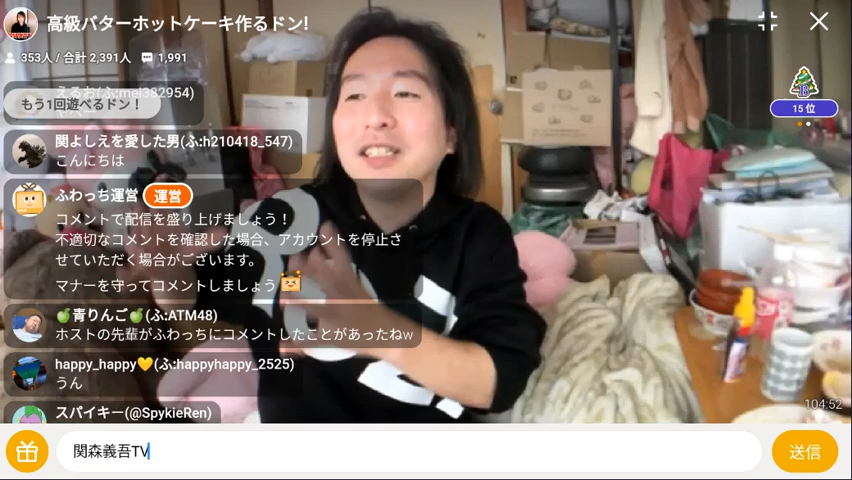 高級バターホットケーキ作るドン!
353人 / 合計 2,391人 1,991
えるお(ふ:mel382954)
もう1回遊べるドン！
15 位
関よしえを愛した男(ふ:h210418_547)
こんにちは
ふわっち運営 運営
コメントで配信を盛り上げましょう！
不適切なコメントを確認した場合、アカウントを停止さ
せていただく場合がございます。
マナーを守ってコメントしましょう
🍏青りんご🍏(ふ:ATM48)
ホストの先輩がふわっちにコメントしたことがあったねw
happy_happy💛(ふ:happyhappy_2525)
うん
スパイキー(@SpykieRen)
104:52
関森義吾TV
送信